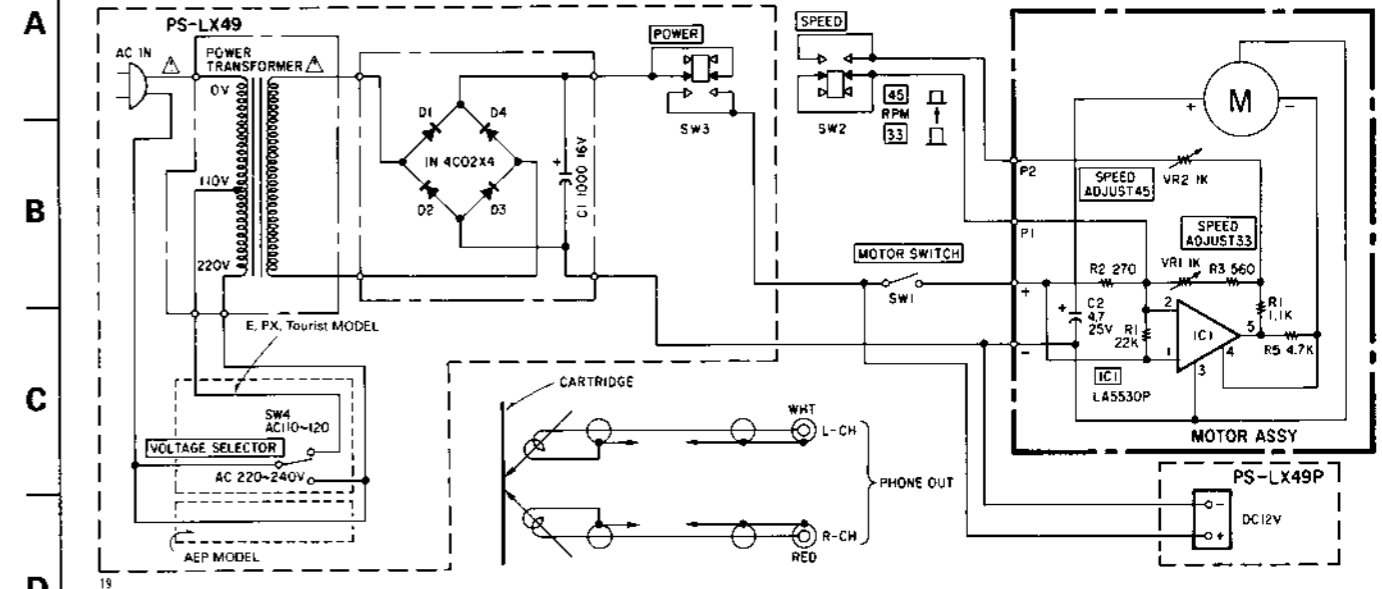 A
PS-LX49
AC IN
POWER
TRANSFORMER
0V
110V
220V
D1
D4
IN 4C02X4
D2
D3
+
C1 1000 16V
POWER
SW3
SPEED
SW2
45
RPM
33
M
+
-
P2
SPEED
ADJUST45
VR2 1K
P1
SPEED
ADJUST33
B
MOTOR SWITCH
SW1
R2 270
VR1 1K
R3 560
+
+
C2
4.7
25V
R1
22K
2
1
IC1
5
4
3
R1
1.1K
R5 4.7K
-
IC1
LA5530P
MOTOR ASSY
E, PX, Tourist MODEL
C
SW4
AC110~120
VOLTAGE SELECTOR
AC 220~240V
AEP MODEL
CARTRIDGE
WHT
L-CH
PHONE OUT
R-CH
RED
PS-LX49P
-
DC12V
+
D
19